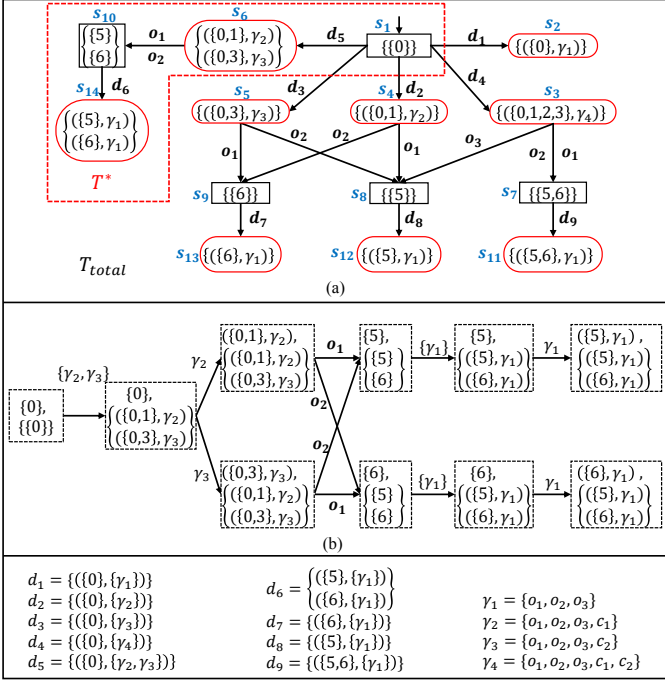 s₁₀ s₆ s₁ s₂
{{5} {6}} o₁ o₂ {({0,1}, γ₂) ({0,3}, γ₃)} d₅ {{0}} d₁ {({0}, γ₁)}
s₁₄ d₆ d₃ d₂ d₄
s₅ s₄ s₃
{({5}, γ₁) ({6}, γ₁)} {({0,3}, γ₃)} {({0,1}, γ₂)} {({0,1,2,3}, γ₄)}
T*
o₁ o₂ o₂ o₁ o₃ o₂ o₁
s₉ {{6}} s₈ {{5}} s₇ {{5,6}}
d₇ d₈ d₉
T_total s₁₃ {({6}, γ₁)} s₁₂ {({5}, γ₁)} s₁₁ {({5,6}, γ₁)}
(a)
({0,1}, γ₂), {({0,1}, γ₂) ({0,3}, γ₃)} o₁ {5}, {{5} {6}} {γ₁} {5}, {({5}, γ₁) ({6}, γ₁)} γ₁ ({5}, γ₁) , {({5}, γ₁) ({6}, γ₁)}
{0}, {{0}} {γ₂, γ₃} {0}, {({0,1}, γ₂) ({0,3}, γ₃)} γ₂ γ₃ o₂ o₂
({0,3}, γ₃), {({0,1}, γ₂) ({0,3}, γ₃)} o₁ {6}, {{5} {6}} {γ₁} {6}, {({5}, γ₁) ({6}, γ₁)} γ₁ ({6}, γ₁) , {({5}, γ₁) ({6}, γ₁)}
(b)
d₁ = {({0}, {γ₁})}
d₂ = {({0}, {γ₂})}
d₃ = {({0}, {γ₃})}
d₄ = {({0}, {γ₄})}
d₅ = {({0}, {γ₂, γ₃})}
d₆ = {({5}, {γ₁}) ({6}, {γ₁})}
d₇ = {({6}, {γ₁})}
d₈ = {({5}, {γ₁})}
d₉ = {({5,6}, {γ₁})}
γ₁ = {o₁, o₂, o₃}
γ₂ = {o₁, o₂, o₃, c₁}
γ₃ = {o₁, o₂, o₃, c₂}
γ₄ = {o₁, o₂, o₃, c₁, c₂}